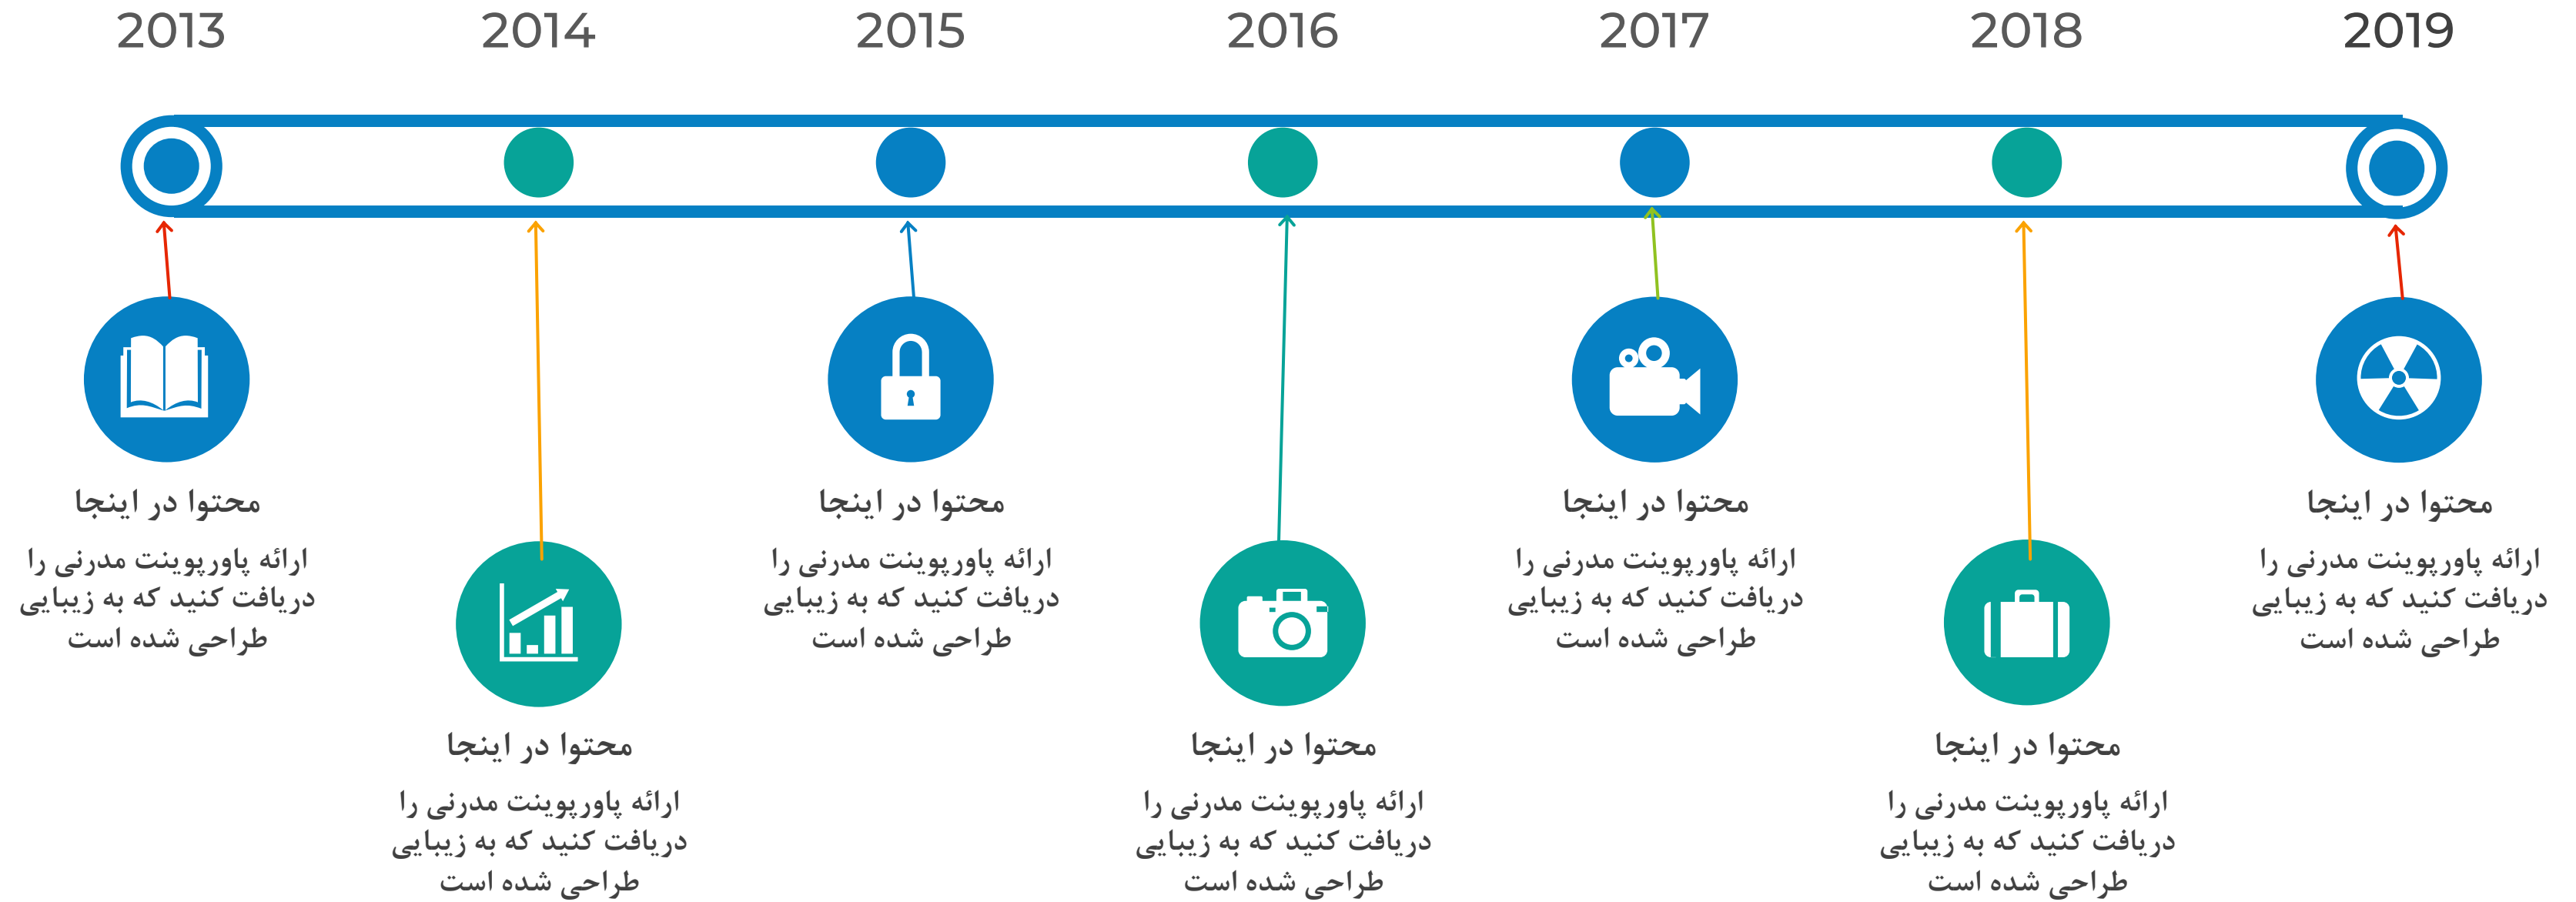 2013
2014
2015
2016
2017
2018
2019
محتوا در اینجا
ارائه پاورپوینت مدرنی را
دریافت کنید که به زیبایی
طراحی شده است
محتوا در اینجا
ارائه پاورپوینت مدرنی را
دریافت کنید که به زیبایی
طراحی شده است
محتوا در اینجا
ارائه پاورپوینت مدرنی را
دریافت کنید که به زیبایی
طراحی شده است
محتوا در اینجا
ارائه پاورپوینت مدرنی را
دریافت کنید که به زیبایی
طراحی شده است
محتوا در اینجا
ارائه پاورپوینت مدرنی را
دریافت کنید که به زیبایی
طراحی شده است
محتوا در اینجا
ارائه پاورپوینت مدرنی را
دریافت کنید که به زیبایی
طراحی شده است
محتوا در اینجا
ارائه پاورپوینت مدرنی را
دریافت کنید که به زیبایی
طراحی شده است